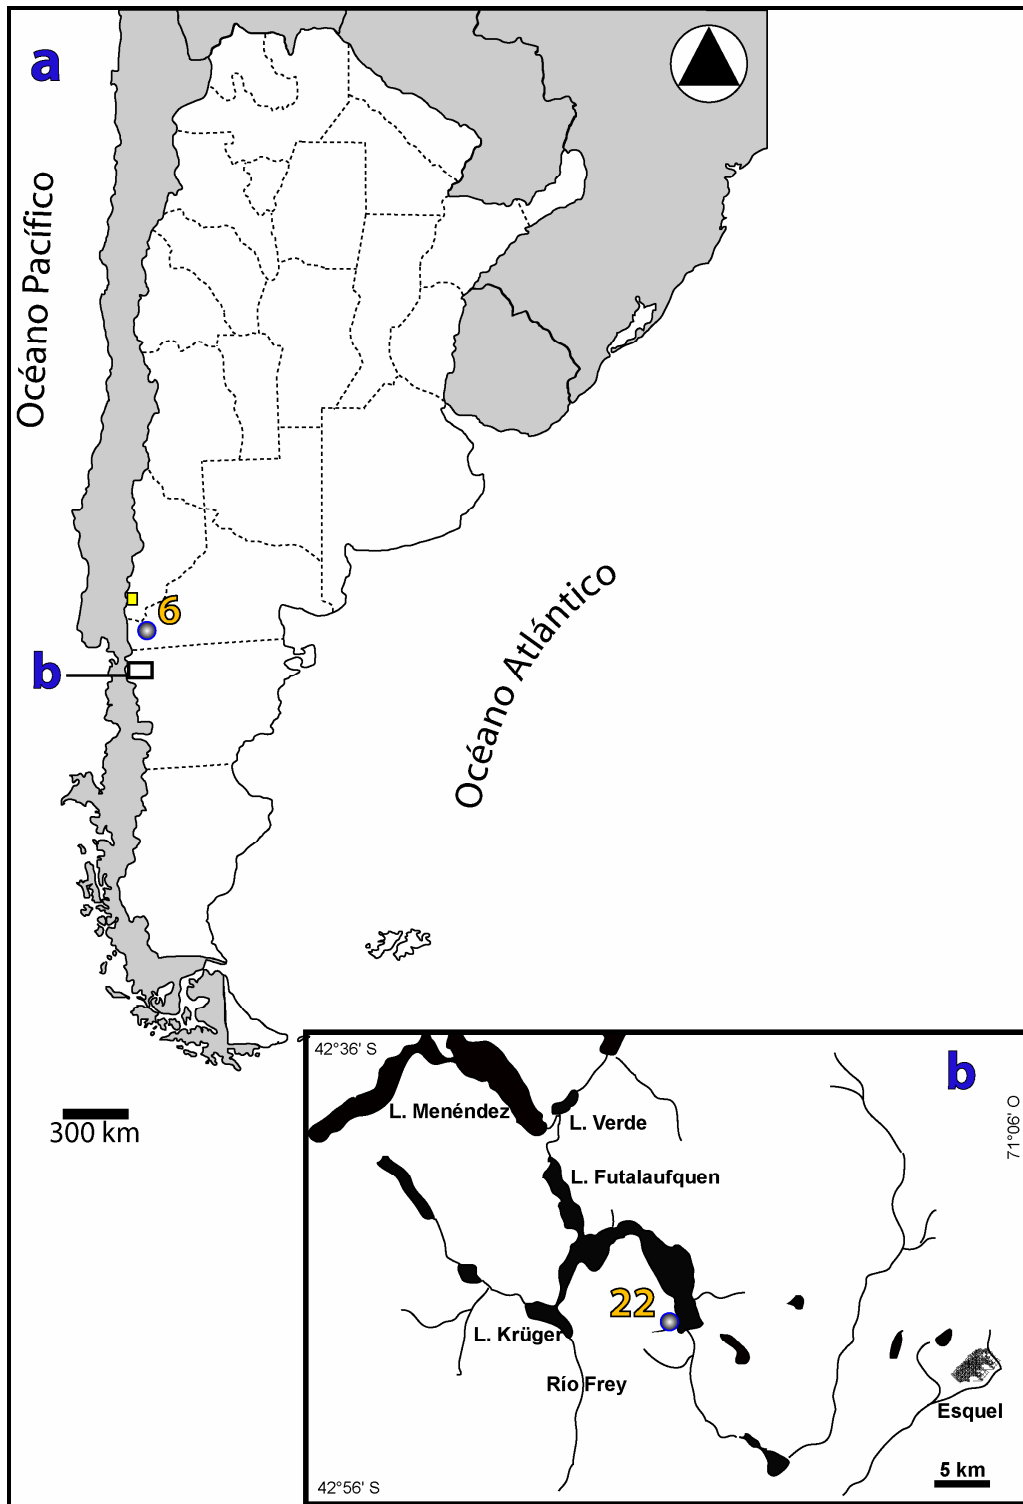 a
Océano Pacífico
6
b
Océano Atlántico
300 km
42°36' S
b
71°06' O
L. Menéndez
L. Verde
L. Futalaufquen
22
L. Krüger
Río Frey
Esquel
5 km
42°56' S